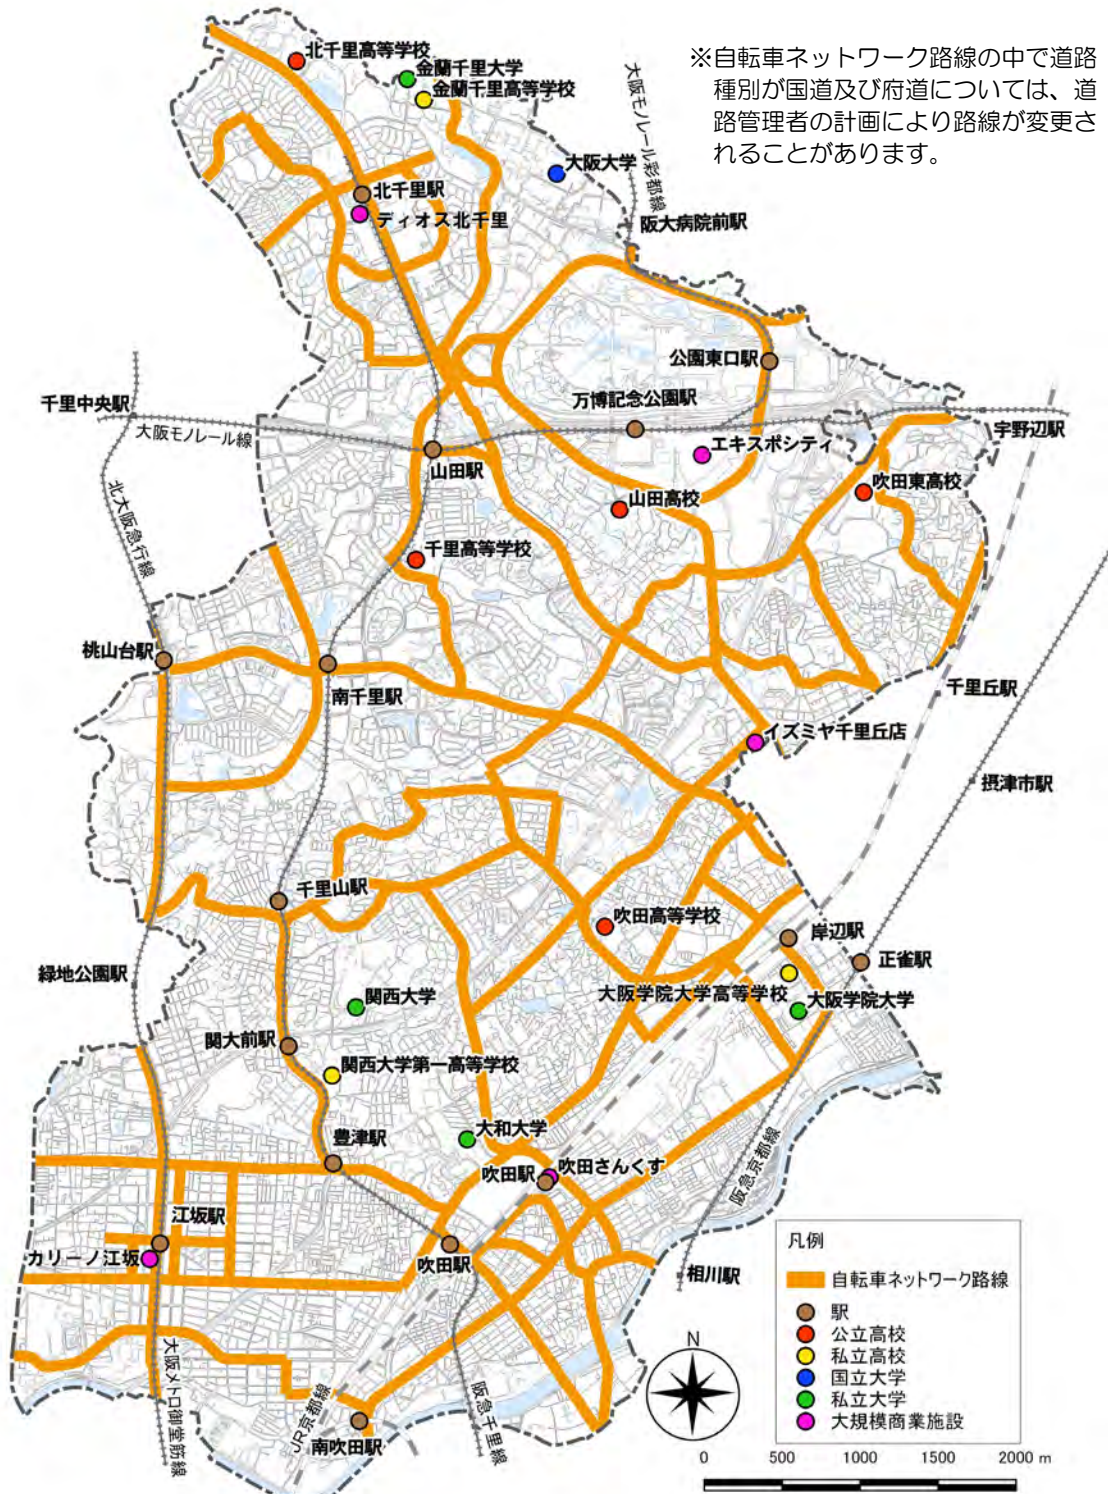 ※自転車ネットワーク路線の中で道路
種別が国道及び府道については、道
路管理者の計画により路線が変更さ
れることがあります。
北千里高等学校
金蘭千里大学
金蘭千里高等学校
大阪モノレール彩都線
大阪大学
北千里駅
ディオス北千里
阪大病院前駅
公園東口駅
千里中央駅
万博記念公園駅
大阪モノレール線
宇野辺駅
エキスポシティ
山田駅
吹田東高校
北大阪急行線
山田高校
千里高等学校
桃山台駅
南千里駅
千里丘駅
イズミヤ千里丘店
摂津市駅
千里山駅
吹田高等学校
岸辺駅
正雀駅
緑地公園駅
大阪学院大学高等学校
関西大学
大阪学院大学
関大前駅
関西大学第一高等学校
大和大学
豊津駅
吹田さんくす
吹田駅
阪急京都線
江坂駅
カリーノ江坂
吹田駅
相川駅
大阪メトロ御堂筋線
JR京都線
阪急千里線
南吹田駅
凡例
自転車ネットワーク路線
駅
公立高校
私立高校
国立大学
私立大学
大規模商業施設
N
0 500 1000 1500 2000 m